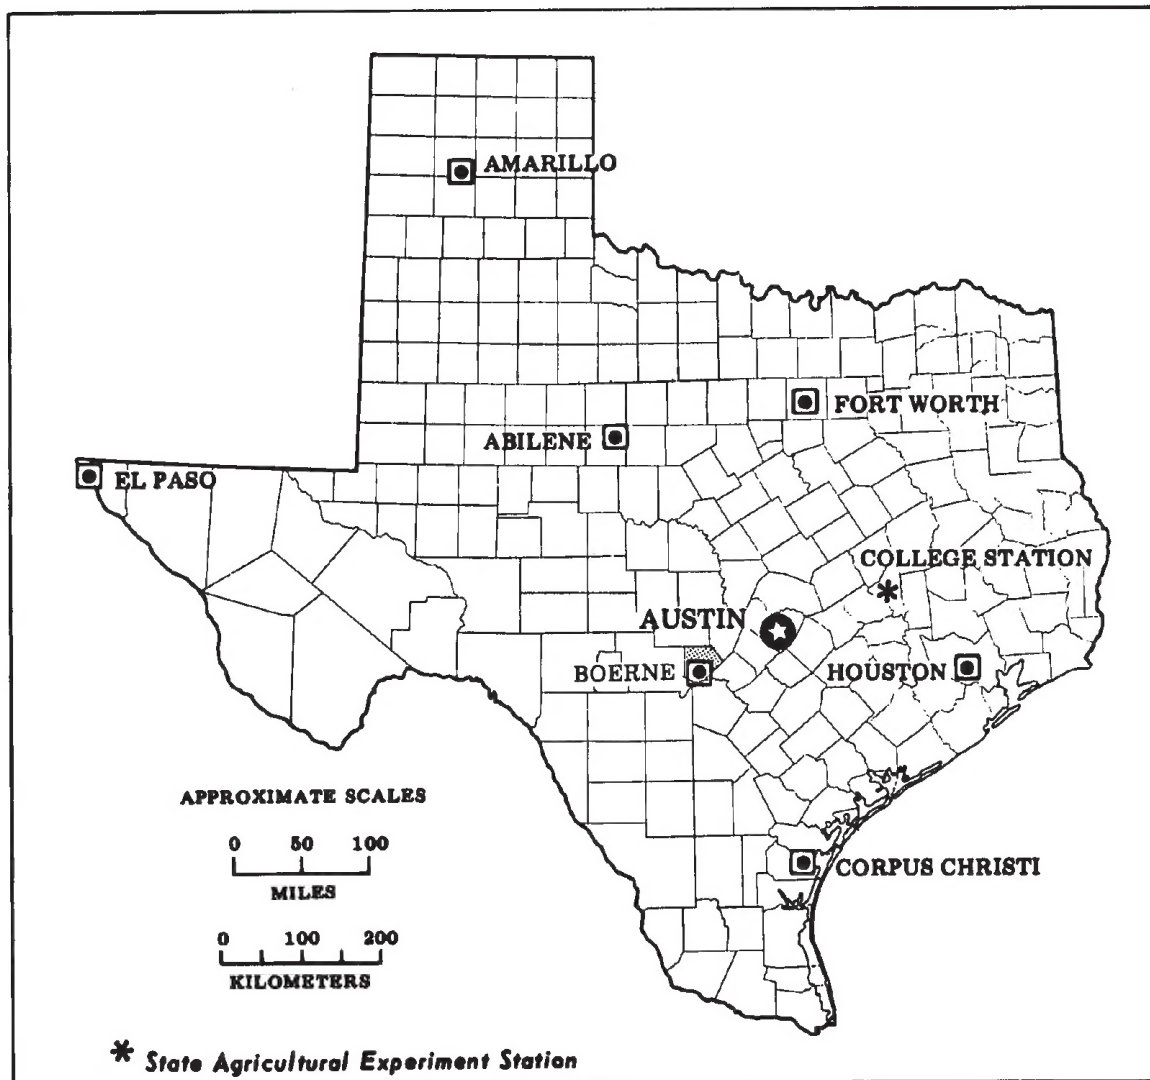 AMARILLO
FORT WORTH
ABILENE
EL PASO
COLLEGE STATION
*
AUSTIN
BOERNE
HOUSTON
APPROXIMATE SCALES
0 50 100
MILES
CORPUS CHRISTI
0 100 200
KILOMETERS
* State Agricultural Experiment Station